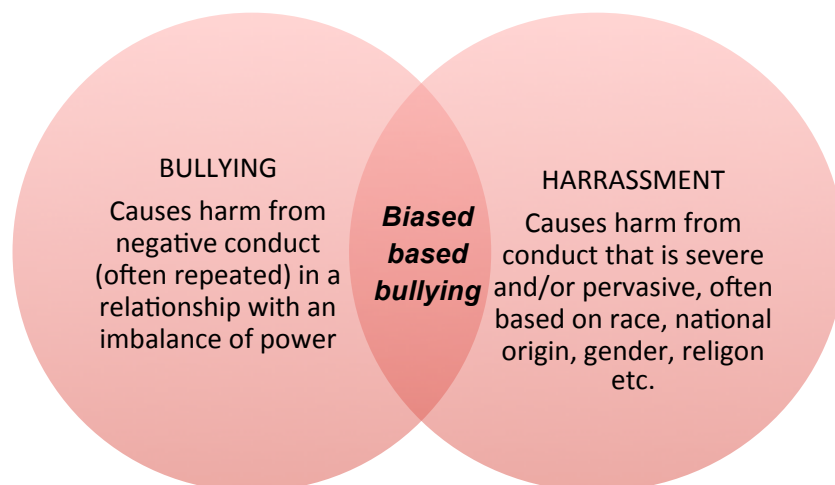 BULLYING
Causes harm from
negative conduct
(often repeated) in a
relationship with an
imbalance of power
Biased
based
bullying
HARRASSMENT
Causes harm from
conduct that is severe
and/or pervasive, often
based on race, national
origin, gender, religon
etc.